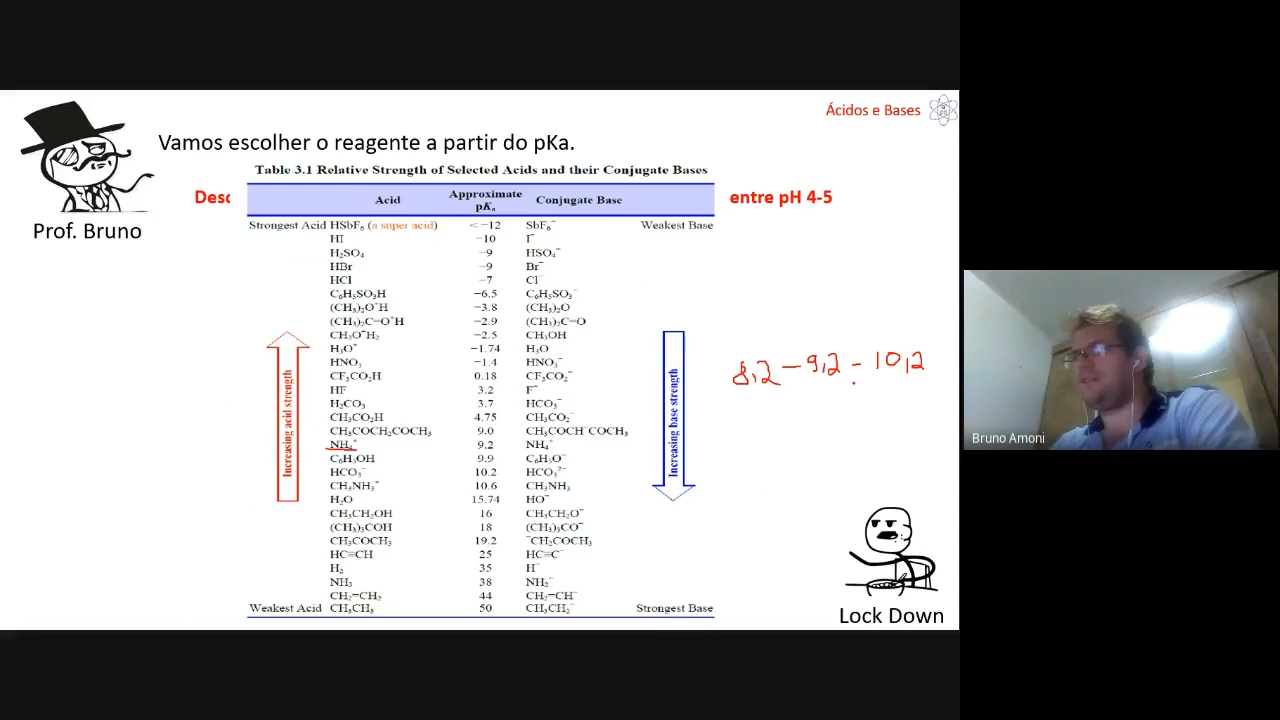 Ácidos e Bases
Vamos escolher o reagente a partir do pKa.
Table 3.1 Relative Strength of Selected Acids and their Conjugate Bases
Desc entre pH 4-5
Acid Approximate pKₐ Conjugate Base
Prof. Bruno
Strongest Acid HSbF₆ (a super acid) < −12 SbF₆⁻ Weakest Base
HI −10 I⁻
H₂SO₄ −9 HSO₄⁻
HBr −9 Br⁻
HCl −7 Cl⁻
C₆H₅SO₃H −6.5 C₆H₅SO₃⁻
(CH₃)₂O⁺H −3.8 (CH₃)₂O
(CH₃)₂C=O⁺H −2.9 (CH₃)₂C=O
CH₃O⁺H₂ −2.5 CH₃OH
H₃O⁺ −1.74 H₂O
HNO₃ −1.4 HNO₃⁻
CF₃CO₂H 0.18 CF₃CO₂⁻
HF 3.2 F⁻
H₂CO₃ 3.7 HCO₃⁻
CH₃CO₂H 4.75 CH₃CO₂⁻
CH₃COCH₂COCH₃ 9.0 CH₃COCH⁻COCH₃
NH₄⁺ 9.2 NH₄⁺
C₆H₅OH 9.9 C₆H₅O⁻
HCO₃⁻ 10.2 HCO₃²⁻
CH₃NH₃⁺ 10.6 CH₃NH₃
H₂O 15.74 HO⁻
CH₃CH₂OH 16 CH₃CH₂O⁻
(CH₃)₃COH 18 (CH₃)₃CO⁻
CH₃COCH₃ 19.2 ⁻CH₂COCH₃
HC≡CH 25 HC≡C⁻
H₂ 35 H⁻
NH₃ 38 NH₂⁻
CH₂=CH₂ 44 CH₂=CH⁻
Weakest Acid CH₃CH₃ 50 CH₃CH₂⁻ Strongest Base
Increasing acid strength
Increasing base strength
8,2 – 9,2 – 10,2
Lock Down
Bruno Amoni